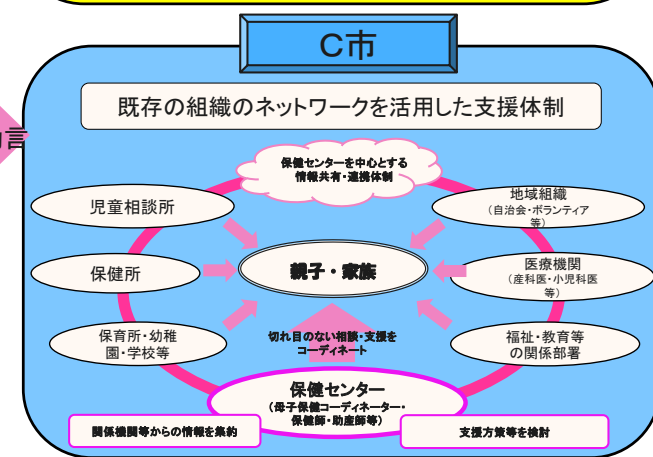 C市
既存の組織のネットワークを活用した支援体制
言
保健センターを中心とする
情報共有・連携体制
児童相談所
地域組織
(自治会・ボランティア
等)
保健所
親子・家族
医療機関
(産科医・小児科医
等)
保育所・幼稚
園・学校等
切れ目のない相談・支援を
コーディネート
福祉・教育等
の関係部署
保健センター
(母子保健コーディネーター・
保健師・助産師等)
関係機関等からの情報を集約
支援方策等を検討